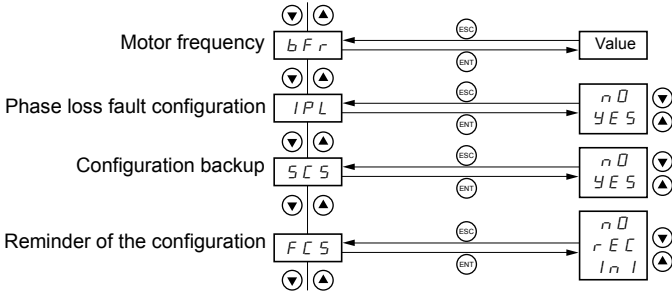 ESC
Motor frequency bFr Value
ENT
ESC
Phase loss fault configuration IPL nO
YES
ENT
ESC
Configuration backup SCS nO
YES
ENT
ESC
Reminder of the configuration FCS nO
rEC
InI
ENT